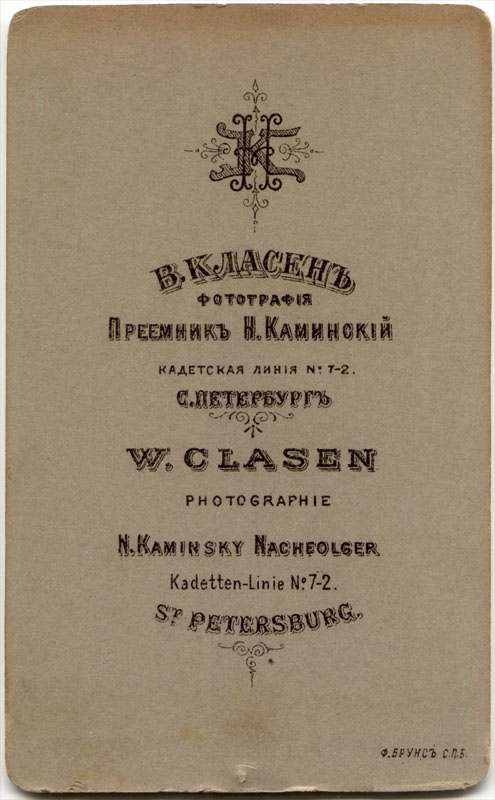 НК
В. КЛАСЕНЪ
ФОТОГРАФІЯ
ПРЕЕМНИКЪ Н. КАМИНСКІЙ
КАДЕТСКАЯ ЛИНІЯ № 7-2.
С. ПЕТЕРБУРГЪ
W. CLASEN
PHOTOGRAPHIE
N. KAMINSKY NACHFOLGER
Kadetten-Linie № 7-2.
ST PETERSBURG.
Ф. БРУНСЪ С.П.Б.